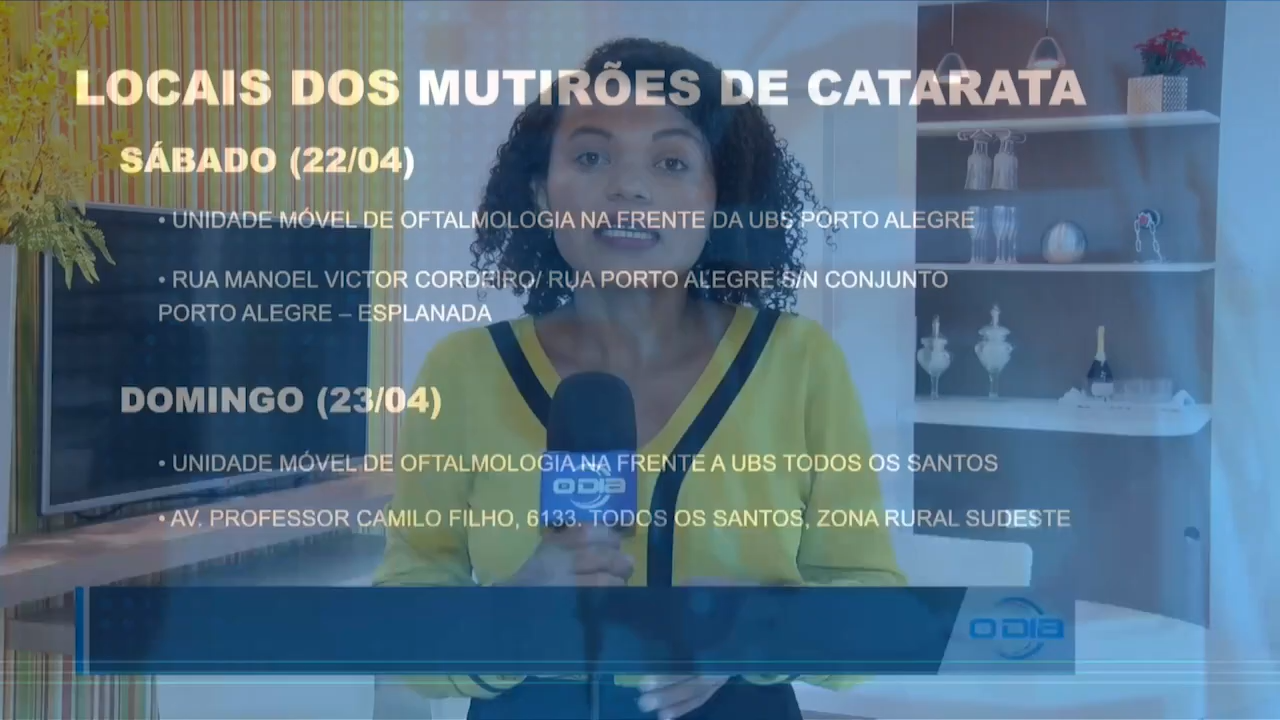 LOCAIS DOS MUTIRÕES DE CATARATA
SÁBADO (22/04)
• UNIDADE MÓVEL DE OFTALMOLOGIA NA FRENTE DA UBS PORTO ALEGRE
• RUA MANOEL VICTOR CORDEIRO/ RUA PORTO ALEGRE S/N CONJUNTO
PORTO ALEGRE – ESPLANADA
DOMINGO (23/04)
• UNIDADE MÓVEL DE OFTALMOLOGIA NA FRENTE A UBS TODOS OS SANTOS
O DIA
• AV. PROFESSOR CAMILO FILHO, 6133. TODOS OS SANTOS, ZONA RURAL SUDESTE
O DIA